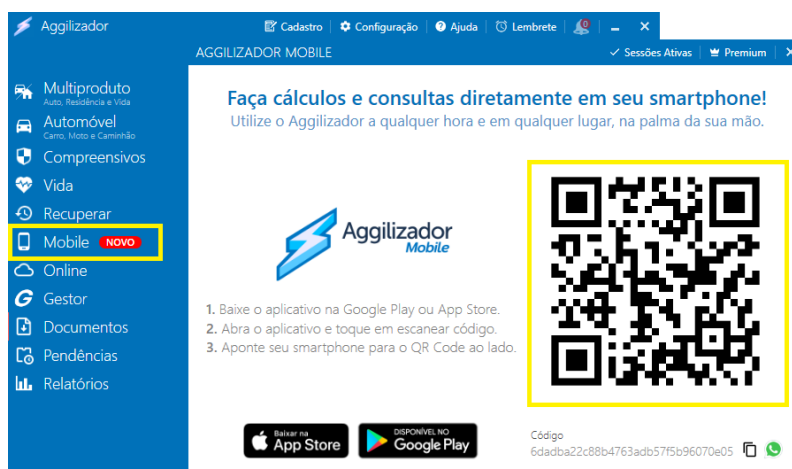 Aggilizador
Cadastro
Configuração
Ajuda
Lembrete
0
AGGILIZADOR MOBILE
Sessões Ativas
Premium
Multiproduto
Auto, Residência e Vida
Automóvel
Carro, Moto e Caminhão
Compreensivos
Vida
Recuperar
Mobile NOVO
Online
Gestor
Documentos
Pendências
Relatórios
Faça cálculos e consultas diretamente em seu smartphone!
Utilize o Aggilizador a qualquer hora e em qualquer lugar, na palma da sua mão.
Aggilizador
Mobile
1. Baixe o aplicativo na Google Play ou App Store.
2. Abra o aplicativo e toque em escanear código.
3. Aponte seu smartphone para o QR Code ao lado.
Baixar na
App Store
DISPONÍVEL NO
Google Play
Código
6dadba22c88b4763adb57f5b96070e05